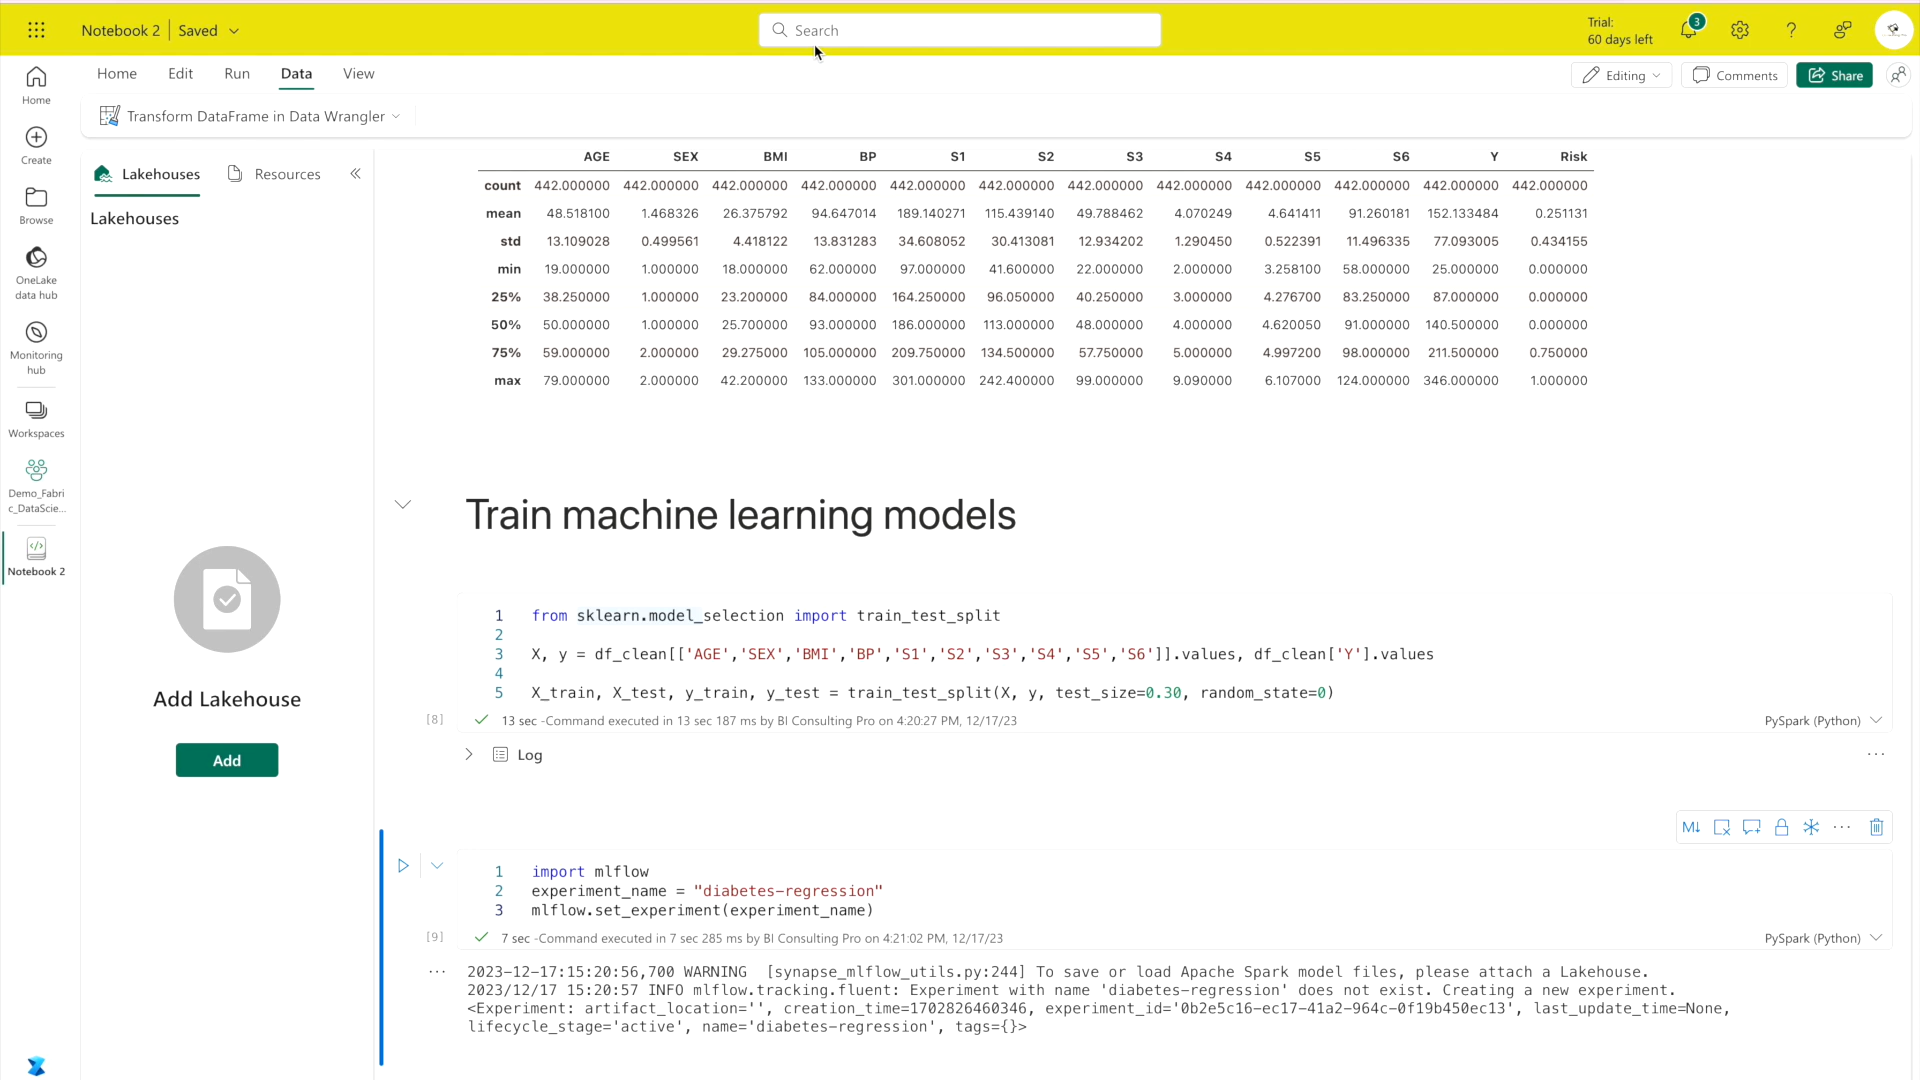 Notebook 2 | Saved
Search
Trial:
60 days left
3
Home Edit Run Data View
Editing Comments Share
Transform DataFrame in Data Wrangler
Home
Create
Browse
OneLake
data hub
Monitoring
hub
Workspaces
Demo_Fabri
c_DataScie...
Notebook 2
Lakehouses Resources
Lakehouses
Add Lakehouse
Add
AGE SEX BMI BP S1 S2 S3 S4 S5 S6 Y Risk
count 442.000000 442.000000 442.000000 442.000000 442.000000 442.000000 442.000000 442.000000 442.000000 442.000000 442.000000 442.000000
mean 48.518100 1.468326 26.375792 94.647014 189.140271 115.439140 49.788462 4.070249 4.641411 91.260181 152.133484 0.251131
std 13.109028 0.499561 4.418122 13.831283 34.608052 30.413081 12.934202 1.290450 0.522391 11.496335 77.093005 0.434155
min 19.000000 1.000000 18.000000 62.000000 97.000000 41.600000 22.000000 2.000000 3.258100 58.000000 25.000000 0.000000
25% 38.250000 1.000000 23.200000 84.000000 164.250000 96.050000 40.250000 3.000000 4.276700 83.250000 87.000000 0.000000
50% 50.000000 1.000000 25.700000 93.000000 186.000000 113.000000 48.000000 4.000000 4.620050 91.000000 140.500000 0.000000
75% 59.000000 2.000000 29.275000 105.000000 209.750000 134.500000 57.750000 5.000000 4.997200 98.000000 211.500000 0.750000
max 79.000000 2.000000 42.200000 133.000000 301.000000 242.400000 99.000000 9.090000 6.107000 124.000000 346.000000 1.000000
Train machine learning models
1 from sklearn.model_selection import train_test_split
2
3 X, y = df_clean[['AGE','SEX','BMI','BP','S1','S2','S3','S4','S5','S6']].values, df_clean['Y'].values
4
5 X_train, X_test, y_train, y_test = train_test_split(X, y, test_size=0.30, random_state=0)
[8] 13 sec -Command executed in 13 sec 187 ms by BI Consulting Pro on 4:20:27 PM, 12/17/23 PySpark (Python)
Log
M↓
1 import mlflow
2 experiment_name = "diabetes-regression"
3 mlflow.set_experiment(experiment_name)
[9] 7 sec -Command executed in 7 sec 285 ms by BI Consulting Pro on 4:21:02 PM, 12/17/23 PySpark (Python)
2023-12-17:15:20:56,700 WARNING [synapse_mlflow_utils.py:244] To save or load Apache Spark model files, please attach a Lakehouse.
2023/12/17 15:20:57 INFO mlflow.tracking.fluent: Experiment with name 'diabetes-regression' does not exist. Creating a new experiment.
<Experiment: artifact_location='', creation_time=1702826460346, experiment_id='0b2e5c16-ec17-41a2-964c-0f19b450ec13', last_update_time=None,
lifecycle_stage='active', name='diabetes-regression', tags={}>